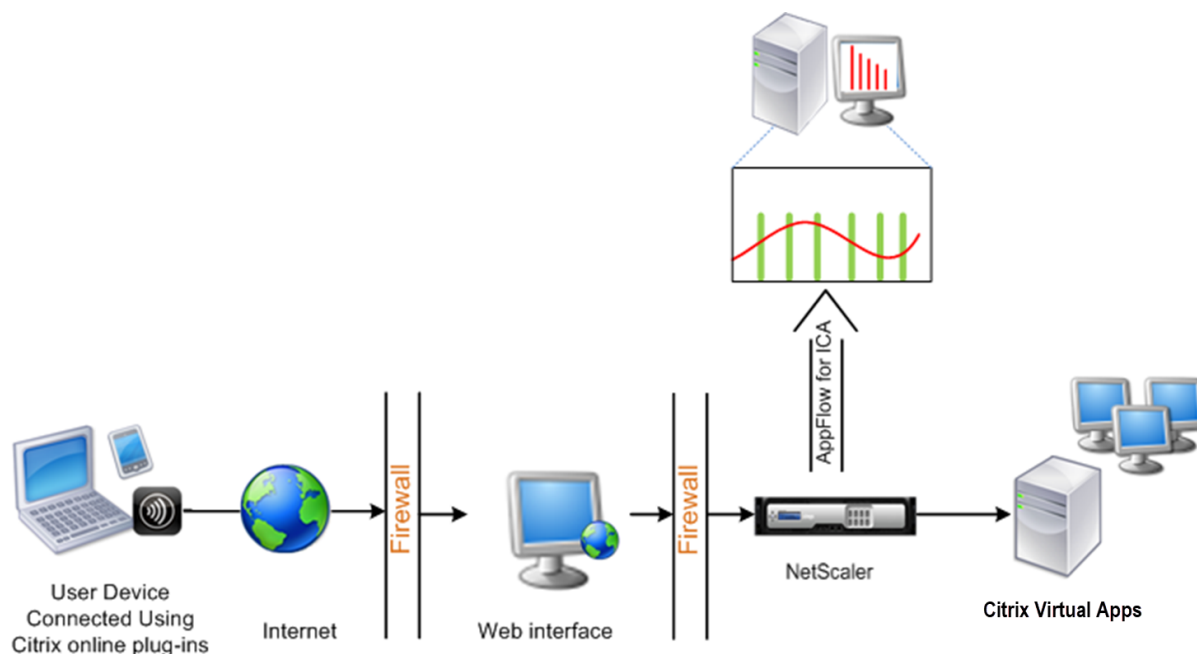 AppFlow for ICA
Firewall
Firewall
User Device
Connected Using
Citrix online plug-ins
Internet
Web interface
NetScaler
Citrix Virtual Apps